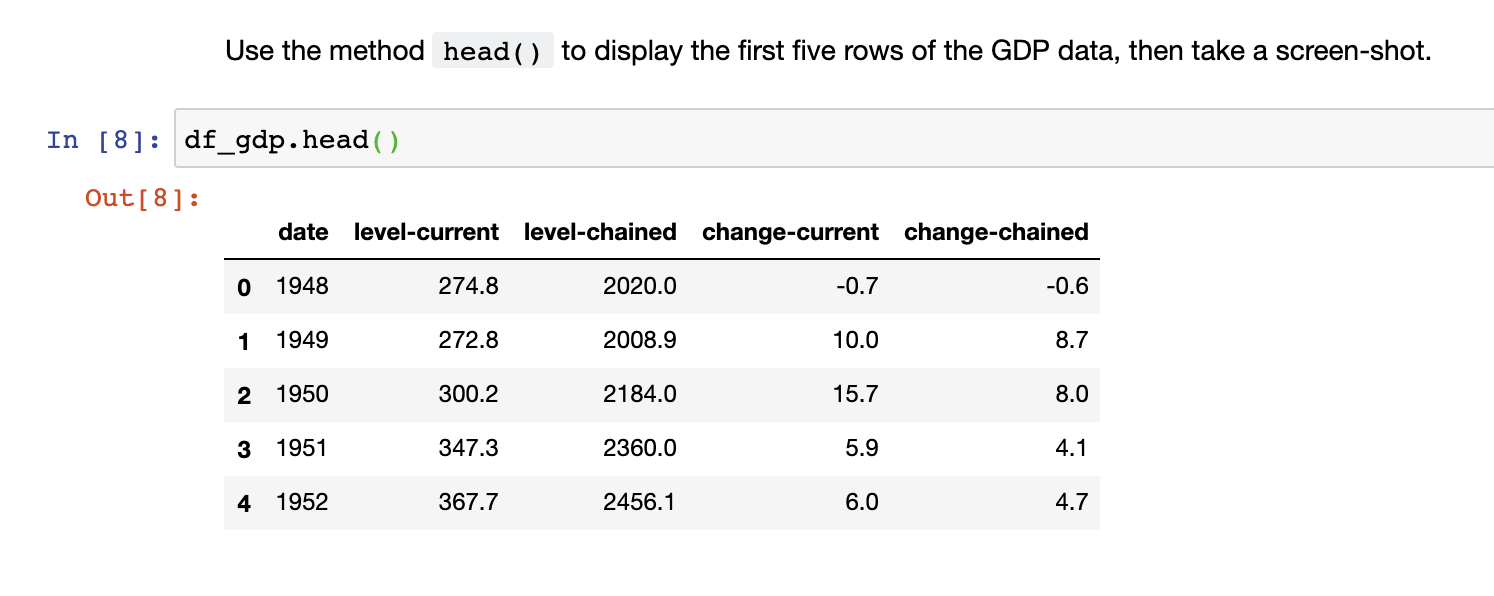 Use the method head() to display the first five rows of the GDP data, then take a screen-shot.
In [8]: df_gdp.head()
Out[8]:
date level-current level-chained change-current change-chained
0 1948 274.8 2020.0 -0.7 -0.6
1 1949 272.8 2008.9 10.0 8.7
2 1950 300.2 2184.0 15.7 8.0
3 1951 347.3 2360.0 5.9 4.1
4 1952 367.7 2456.1 6.0 4.7